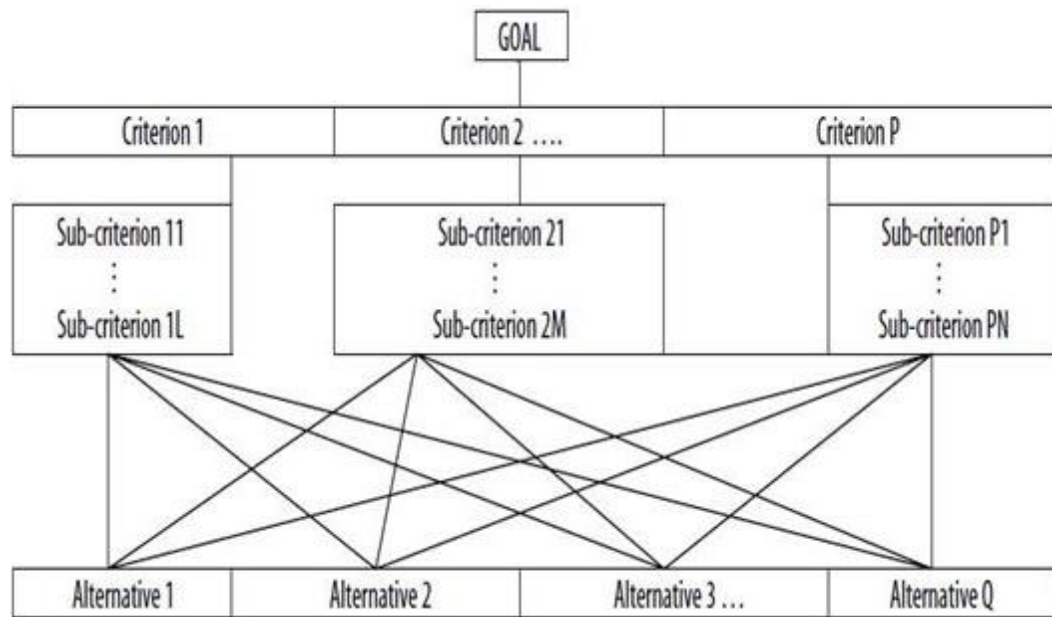 GOAL
Criterion 1 Criterion 2 .... Criterion P
Sub-criterion 11 Sub-criterion 21 Sub-criterion P1
⋮ ⋮ ⋮
Sub-criterion 1L Sub-criterion 2M Sub-criterion PN
Alternative 1 Alternative 2 Alternative 3 ... Alternative Q